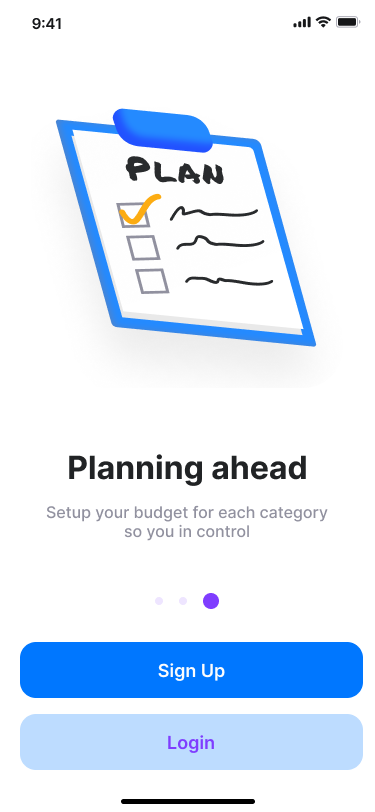 9:41
PLAN
Planning ahead
Setup your budget for each category
so you in control
Sign Up
Login